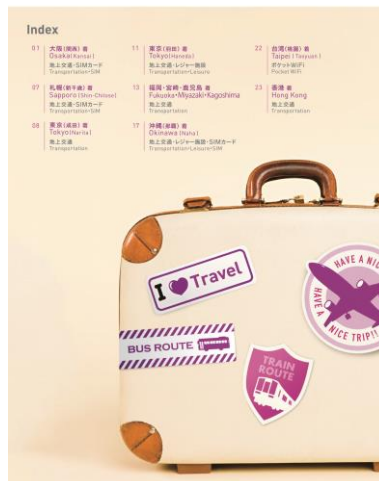 Index
01 大阪(関西) 着
Osaka(Kansai)
地上交通・SIMカード
Transportation・SIM
07 札幌(新千歳) 着
Sapporo(Shin-Chitose)
地上交通・SIMカード
Transportation・SIM
08 東京(成田) 着
Tokyo(Narita)
地上交通
Transportation
11 東京(羽田) 着
Tokyo(Haneda)
地上交通・レジャー施設
Transportation・Leisure
13 福岡・宮崎・鹿児島 着
Fukuoka・Miyazaki・Kagoshima
地上交通
Transportation
17 沖縄(那覇) 着
Okinawa (Naha)
地上交通・レジャー施設・SIMカード
Transportation・Leisure・SIM
22 台湾(桃園) 着
Taipei (Taoyuan)
ポケットWiFi
Pocket WiFi
23 香港 着
Hong Kong
地上交通
Transportation
I Travel
HAVE A NIC
HAVE A NICE TRIP!!
BUS ROUTE
TRAIN
ROUTE